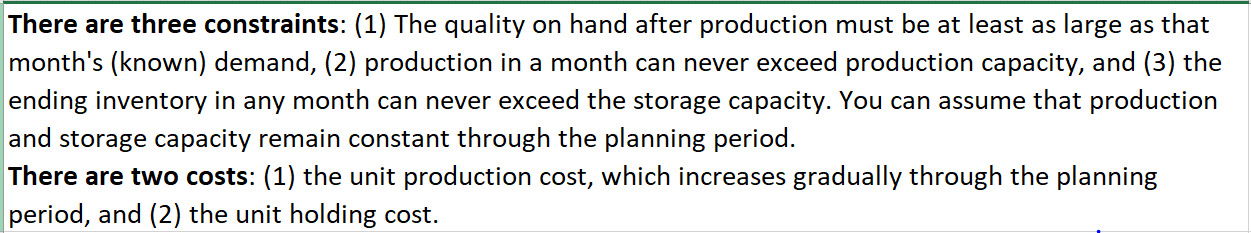 There are three constraints: (1) The quality on hand after production must be at least as large as that
month's (known) demand, (2) production in a month can never exceed production capacity, and (3) the
ending inventory in any month can never exceed the storage capacity. You can assume that production
and storage capacity remain constant through the planning period.
There are two costs: (1) the unit production cost, which increases gradually through the planning
period, and (2) the unit holding cost.